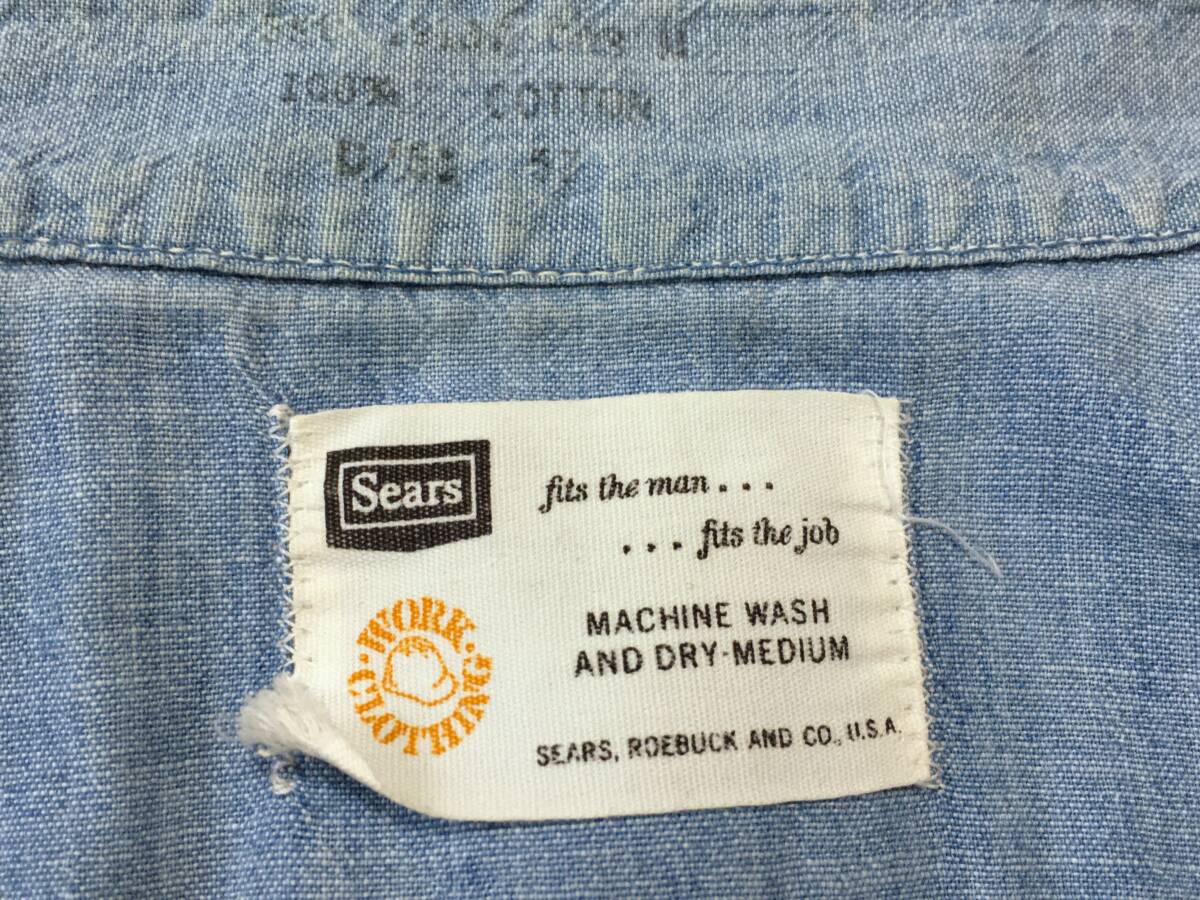 100% COTTON
Sears
fits the man . . .
. . . fits the job
WORK · CLOTHING ·
MACHINE WASH
AND DRY-MEDIUM
SEARS, ROEBUCK AND CO., U.S.A.